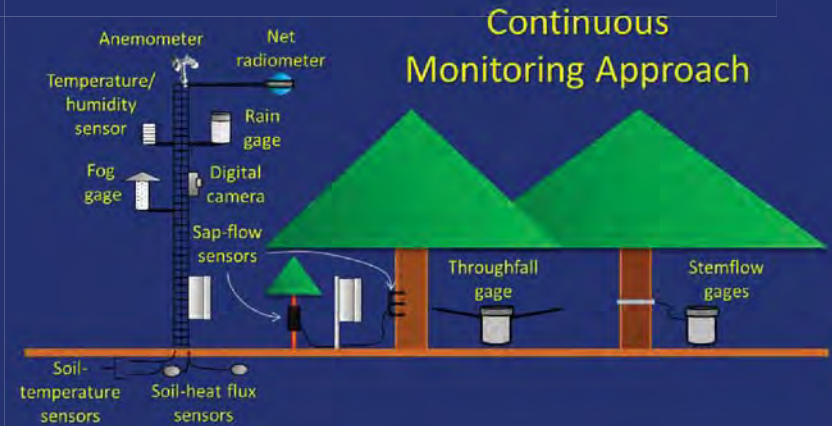 Continuous
Monitoring Approach
Anemometer
Net
radiometer
Temperature/
humidity
sensor
Rain
gage
Fog
gage
Digital
camera
Sap-flow
sensors
Throughfall
gage
Stemflow
gages
Soil-
temperature
sensors
Soil-heat flux
sensors